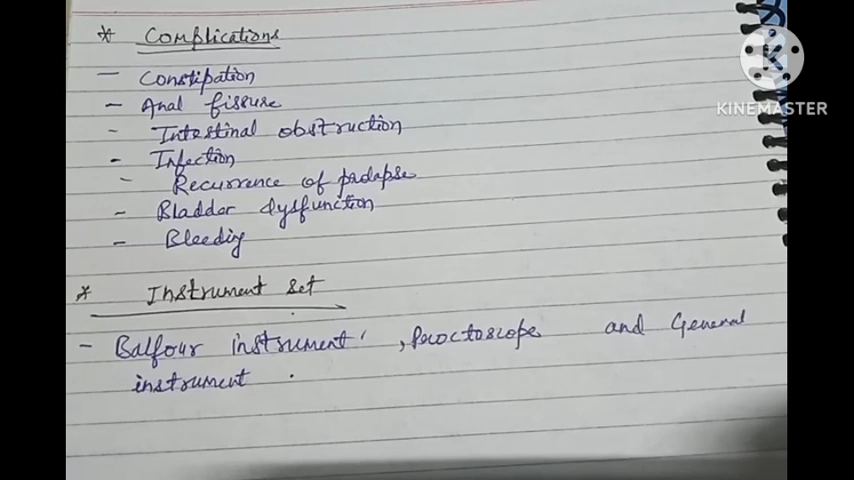 * Complications
- Constipation
- Anal fissure
- Intestinal obstruction
- Infection
- Recurrence of prolapse
- Bladder dysfunction
- Bleeding
* Instrument set
- Balfour instrument, Proctoscope and General
instrument.
KINEMASTER